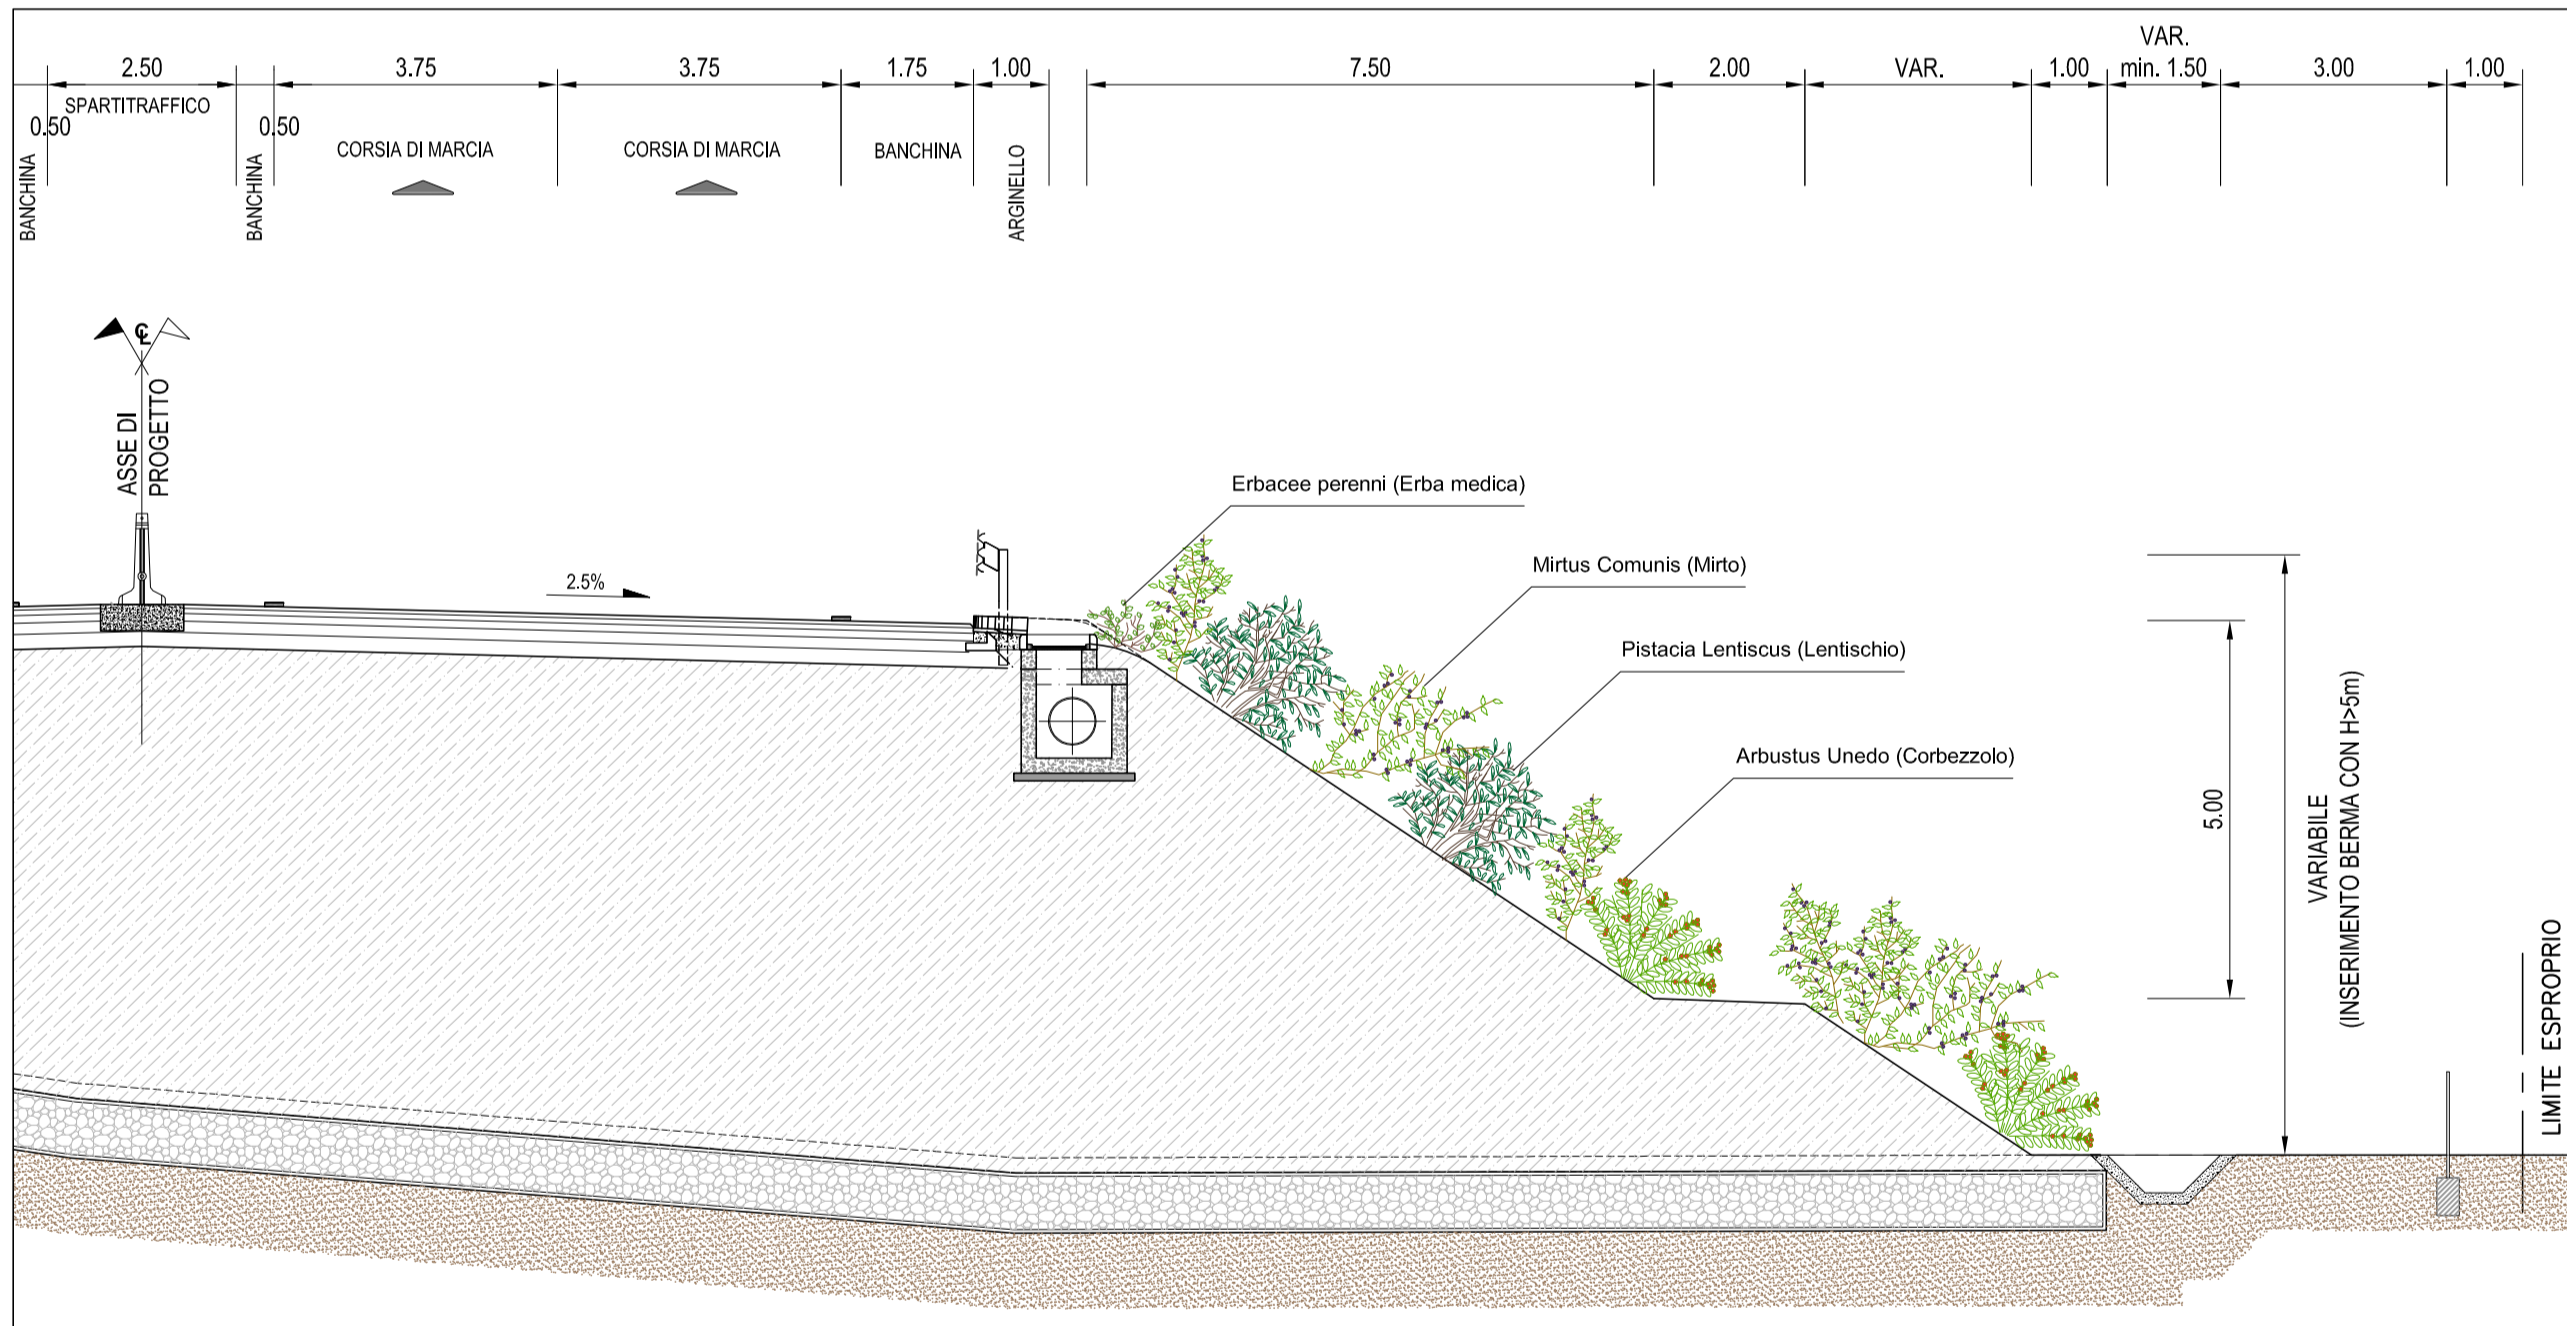 VAR.
2.50
3.75
3.75
1.75
1.00
7.50
2.00
VAR.
1.00
min. 1.50
3.00
1.00
SPARTITRAFFICO
0.50
0.50
CORSIA DI MARCIA
CORSIA DI MARCIA
BANCHINA
BANCHINA
BANCHINA
ARGINELLO
℄
ASSE DI
PROGETTO
2.5%
Erbacee perenni (Erba medica)
Mirtus Comunis (Mirto)
Pistacia Lentiscus (Lentischio)
Arbustus Unedo (Corbezzolo)
5.00
VARIABILE
(INSERIMENTO BERMA CON H>5m)
LIMITE ESPROPRIO